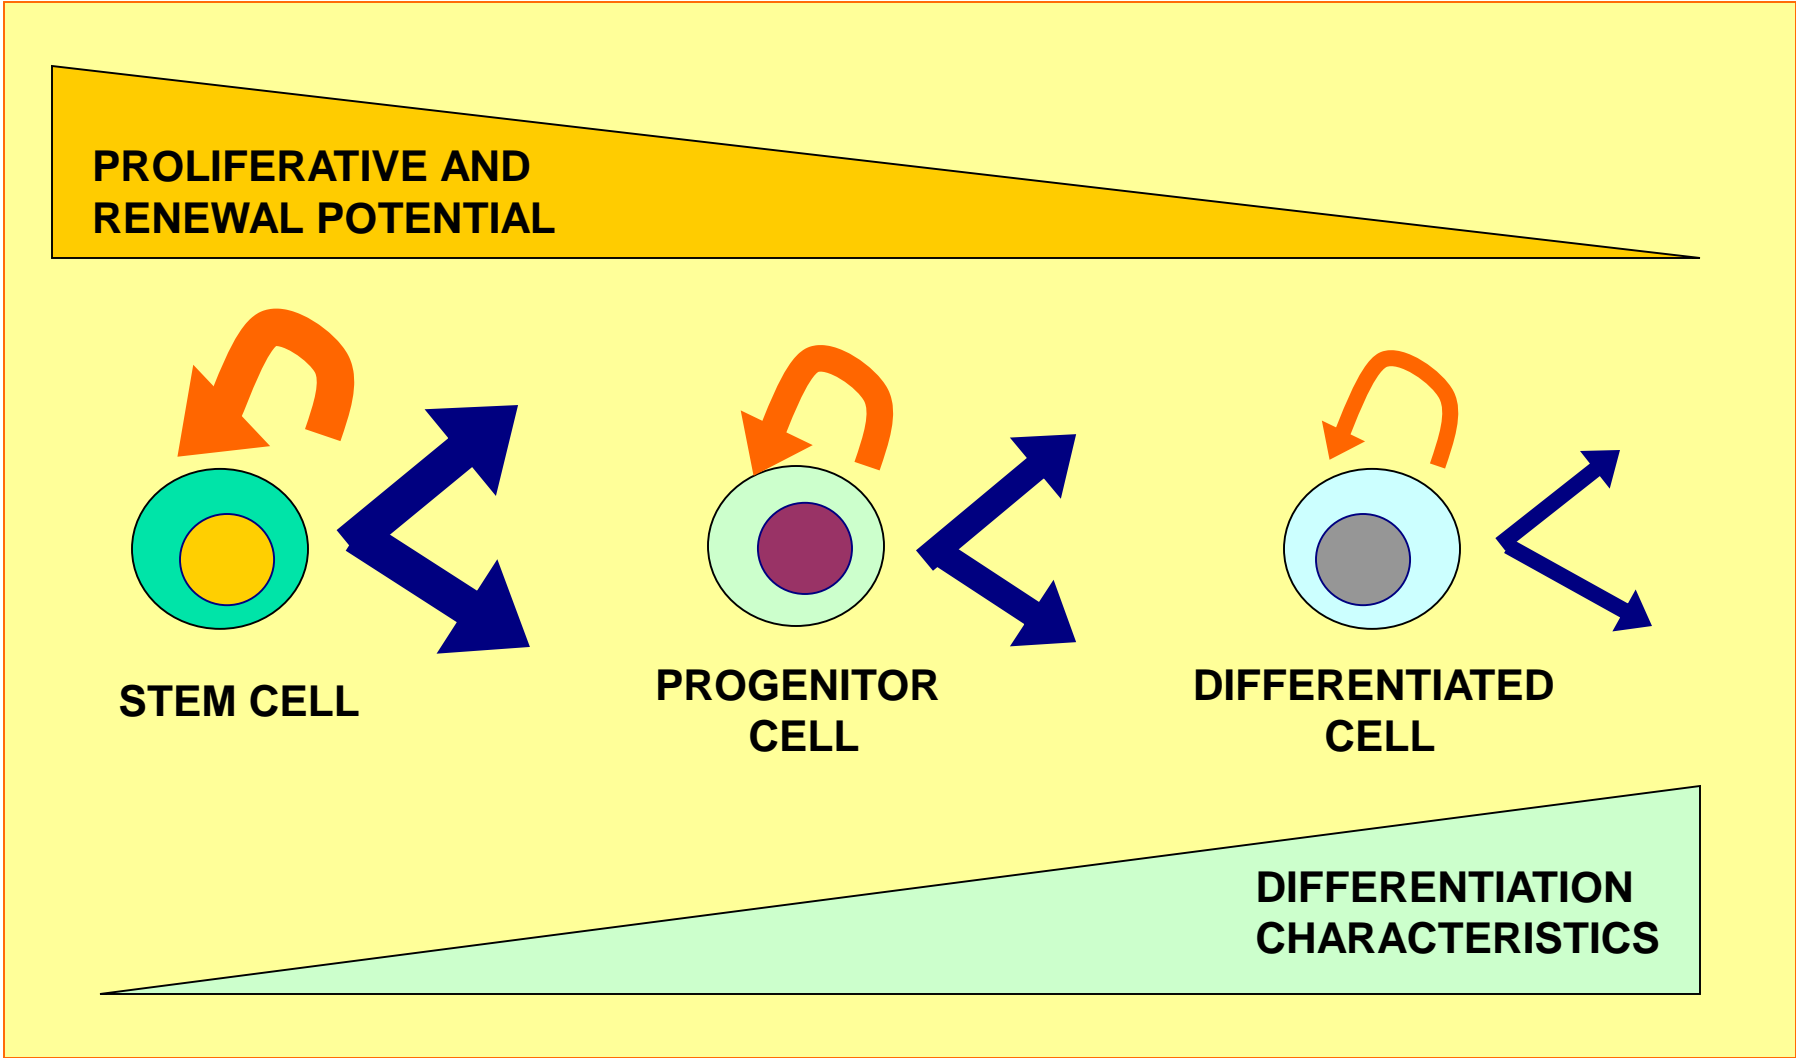 PROLIFERATIVE AND
RENEWAL POTENTIAL
STEM CELL
PROGENITOR
CELL
DIFFERENTIATED
CELL
DIFFERENTIATION
CHARACTERISTICS